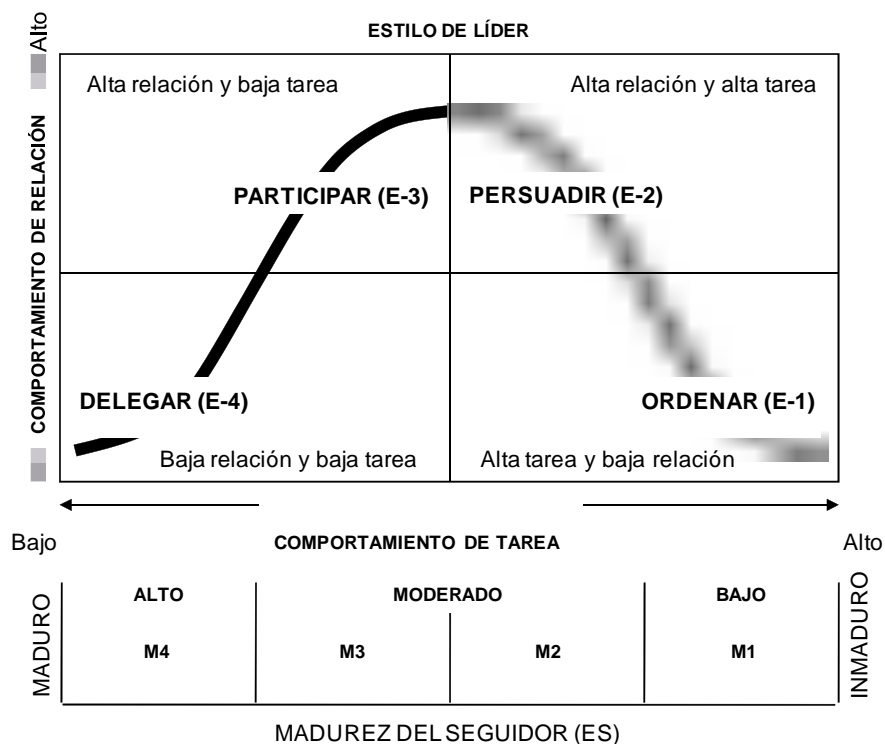 ESTILO DE LÍDER
Alto
Alta relación y baja tarea
Alta relación y alta tarea
COMPORTAMIENTO DE RELACIÓN
PARTICIPAR (E-3)
PERSUADIR (E-2)
DELEGAR (E-4)
ORDENAR (E-1)
Baja relación y baja tarea
Alta tarea y baja relación
Bajo
COMPORTAMIENTO DE TAREA
Alto
MADURO
ALTO
MODERADO
BAJO
INMADURO
M4
M3
M2
M1
MADUREZ DEL SEGUIDOR (ES)